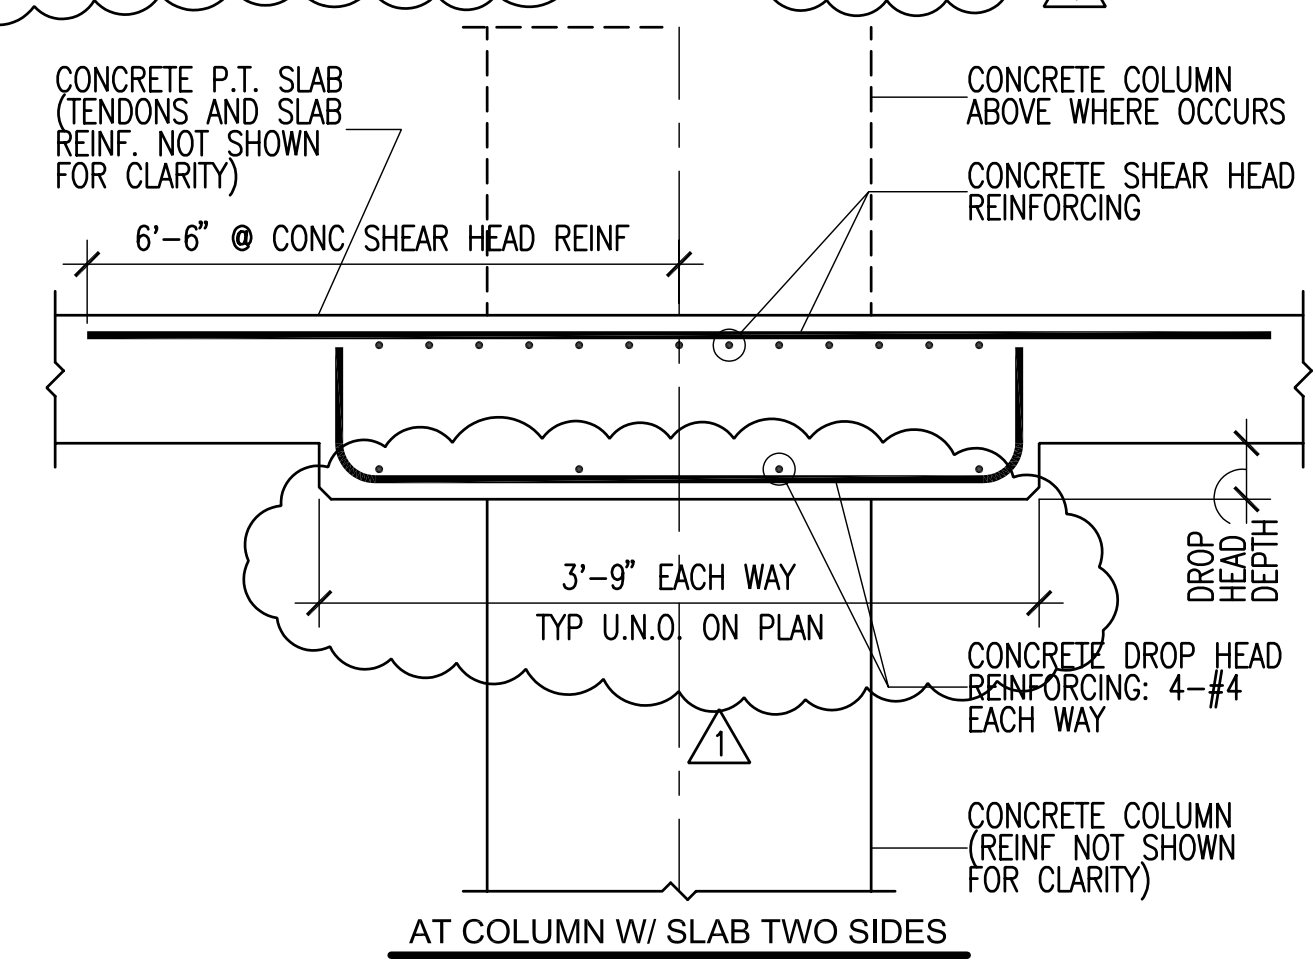 CONCRETE P.T. SLAB
(TENDONS AND SLAB
REINF. NOT SHOWN
FOR CLARITY)
CONCRETE COLUMN
ABOVE WHERE OCCURS
CONCRETE SHEAR HEAD
REINFORCING
6'-6" @ CONC SHEAR HEAD REINF
DROP
HEAD
DEPTH
3'-9" EACH WAY
TYP U.N.O. ON PLAN
CONCRETE DROP HEAD
REINFORCING: 4-#4
EACH WAY
1
CONCRETE COLUMN
(REINF NOT SHOWN
FOR CLARITY)
AT COLUMN W/ SLAB TWO SIDES